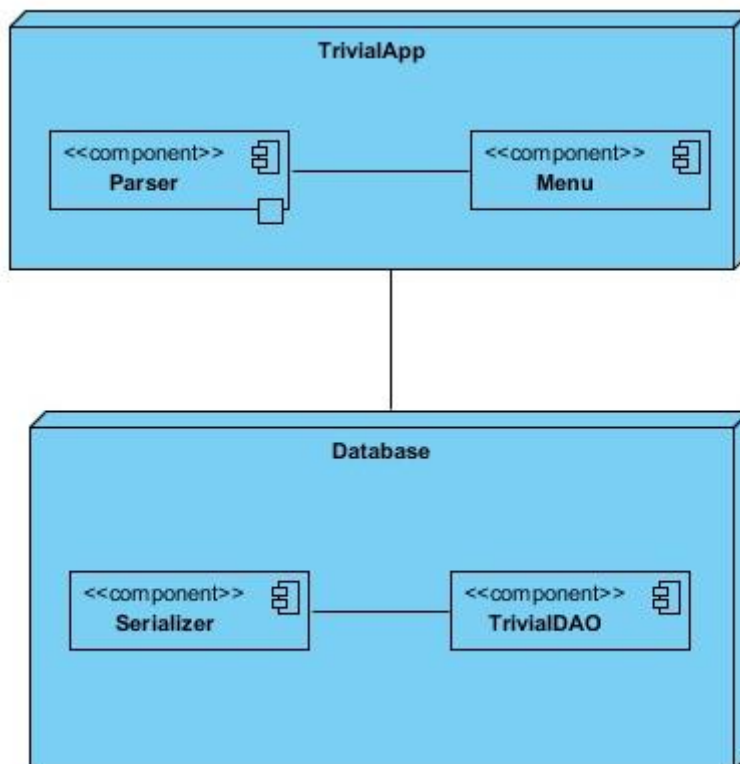 TrivialApp
<<component>>
Parser
<<component>>
Menu
Database
<<component>>
Serializer
<<component>>
TrivialDAO